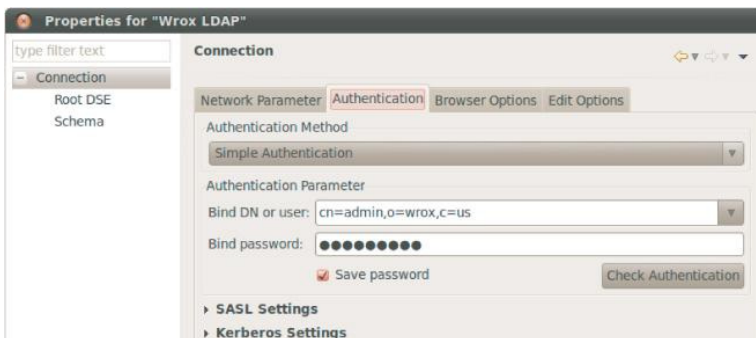 Properties for "Wrox LDAP"
type filter text
Connection
Root DSE
Schema
Connection
Network Parameter Authentication Browser Options Edit Options
Authentication Method
Simple Authentication
Authentication Parameter
Bind DN or user: cn=admin,o=wrox,c=us
Bind password: ●●●●●●●●●
Save password Check Authentication
SASL Settings
Kerberos Settings